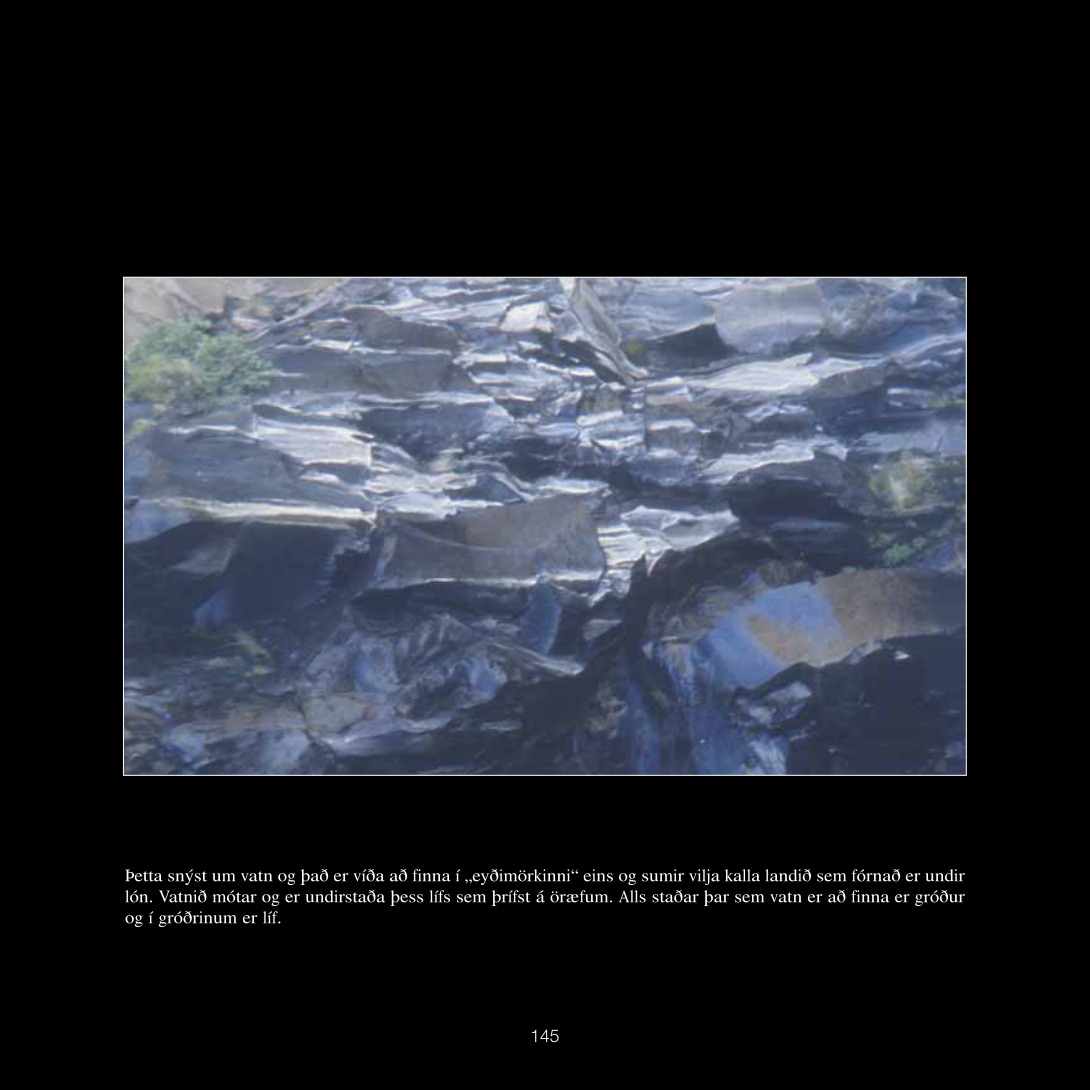 Þetta snýst um vatn og það er víða að finna í „eyðimörkinni“ eins og sumir vilja kalla landið sem fórnað er undir
lón. Vatnið mótar og er undirstaða þess lífs sem þrífst á öræfum. Alls staðar þar sem vatn er að finna er gróður
og í gróðrinum er líf.
145